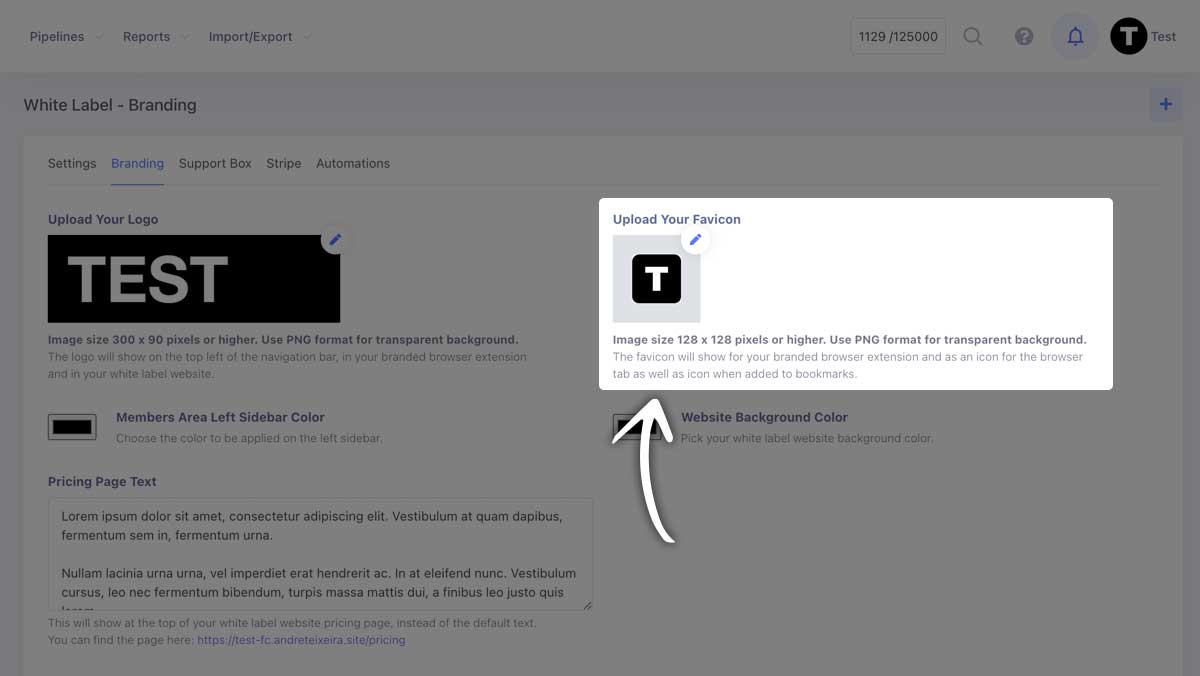 Pipelines Reports Import/Export 1129 /125000 T Test
White Label - Branding
Settings Branding Support Box Stripe Automations
Upload Your Logo
TEST
Image size 300 x 90 pixels or higher. Use PNG format for transparent background.
The logo will show on the top left of the navigation bar, in your branded browser extension
and in your white label website.
Upload Your Favicon
T
Image size 128 x 128 pixels or higher. Use PNG format for transparent background.
The favicon will show for your branded browser extension and as an icon for the browser
tab as well as icon when added to bookmarks.
Members Area Left Sidebar Color
Choose the color to be applied on the left sidebar.
Website Background Color
Pick your white label website background color.
Pricing Page Text
Lorem ipsum dolor sit amet, consectetur adipiscing elit. Vestibulum at quam dapibus,
fermentum sem in, fermentum urna.
Nullam lacinia urna urna, vel imperdiet erat hendrerit ac. In at eleifend nunc. Vestibulum
cursus, leo nec fermentum bibendum, turpis massa mattis dui, a finibus leo justo quis
This will show at the top of your white label website pricing page, instead of the default text.
You can find the page here: https://test-fc.andreteixeira.site/pricing